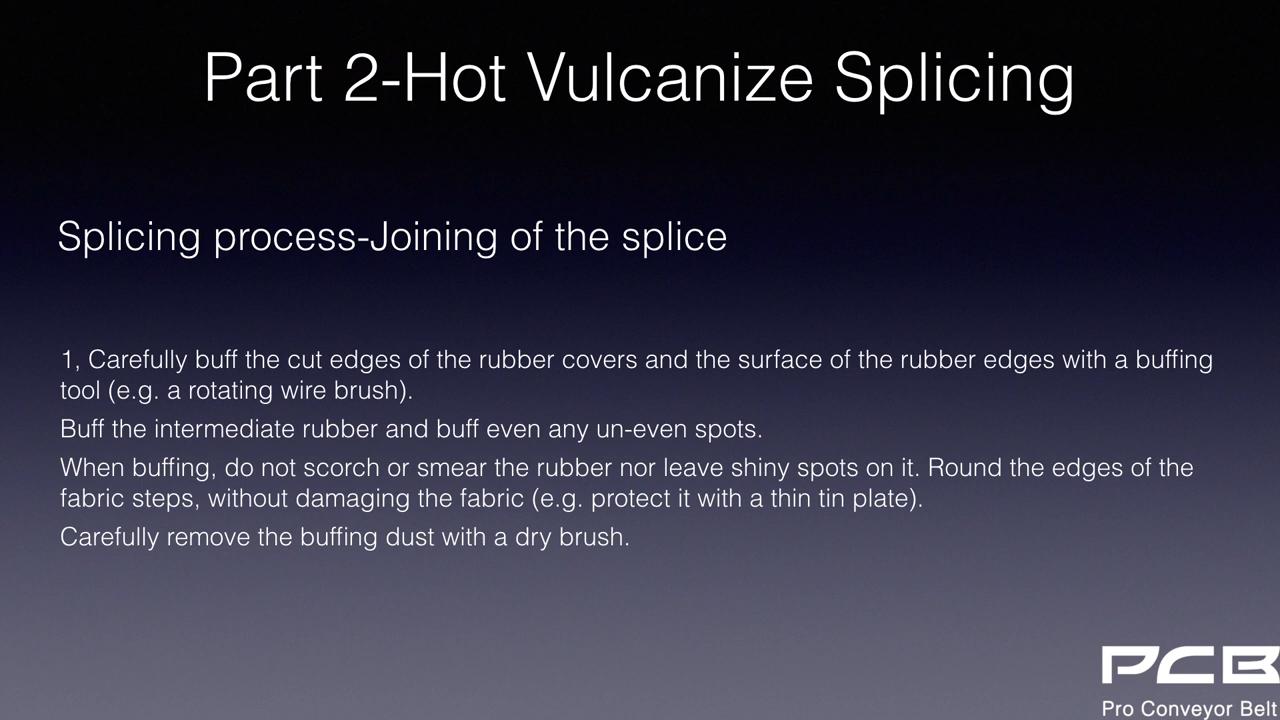 Part 2-Hot Vulcanize Splicing
Splicing process-Joining of the splice
1, Carefully buff the cut edges of the rubber covers and the surface of the rubber edges with a buffing
tool (e.g. a rotating wire brush).
Buff the intermediate rubber and buff even any un-even spots.
When buffing, do not scorch or smear the rubber nor leave shiny spots on it. Round the edges of the
fabric steps, without damaging the fabric (e.g. protect it with a thin tin plate).
Carefully remove the buffing dust with a dry brush.
PCB
Pro Conveyor Belt